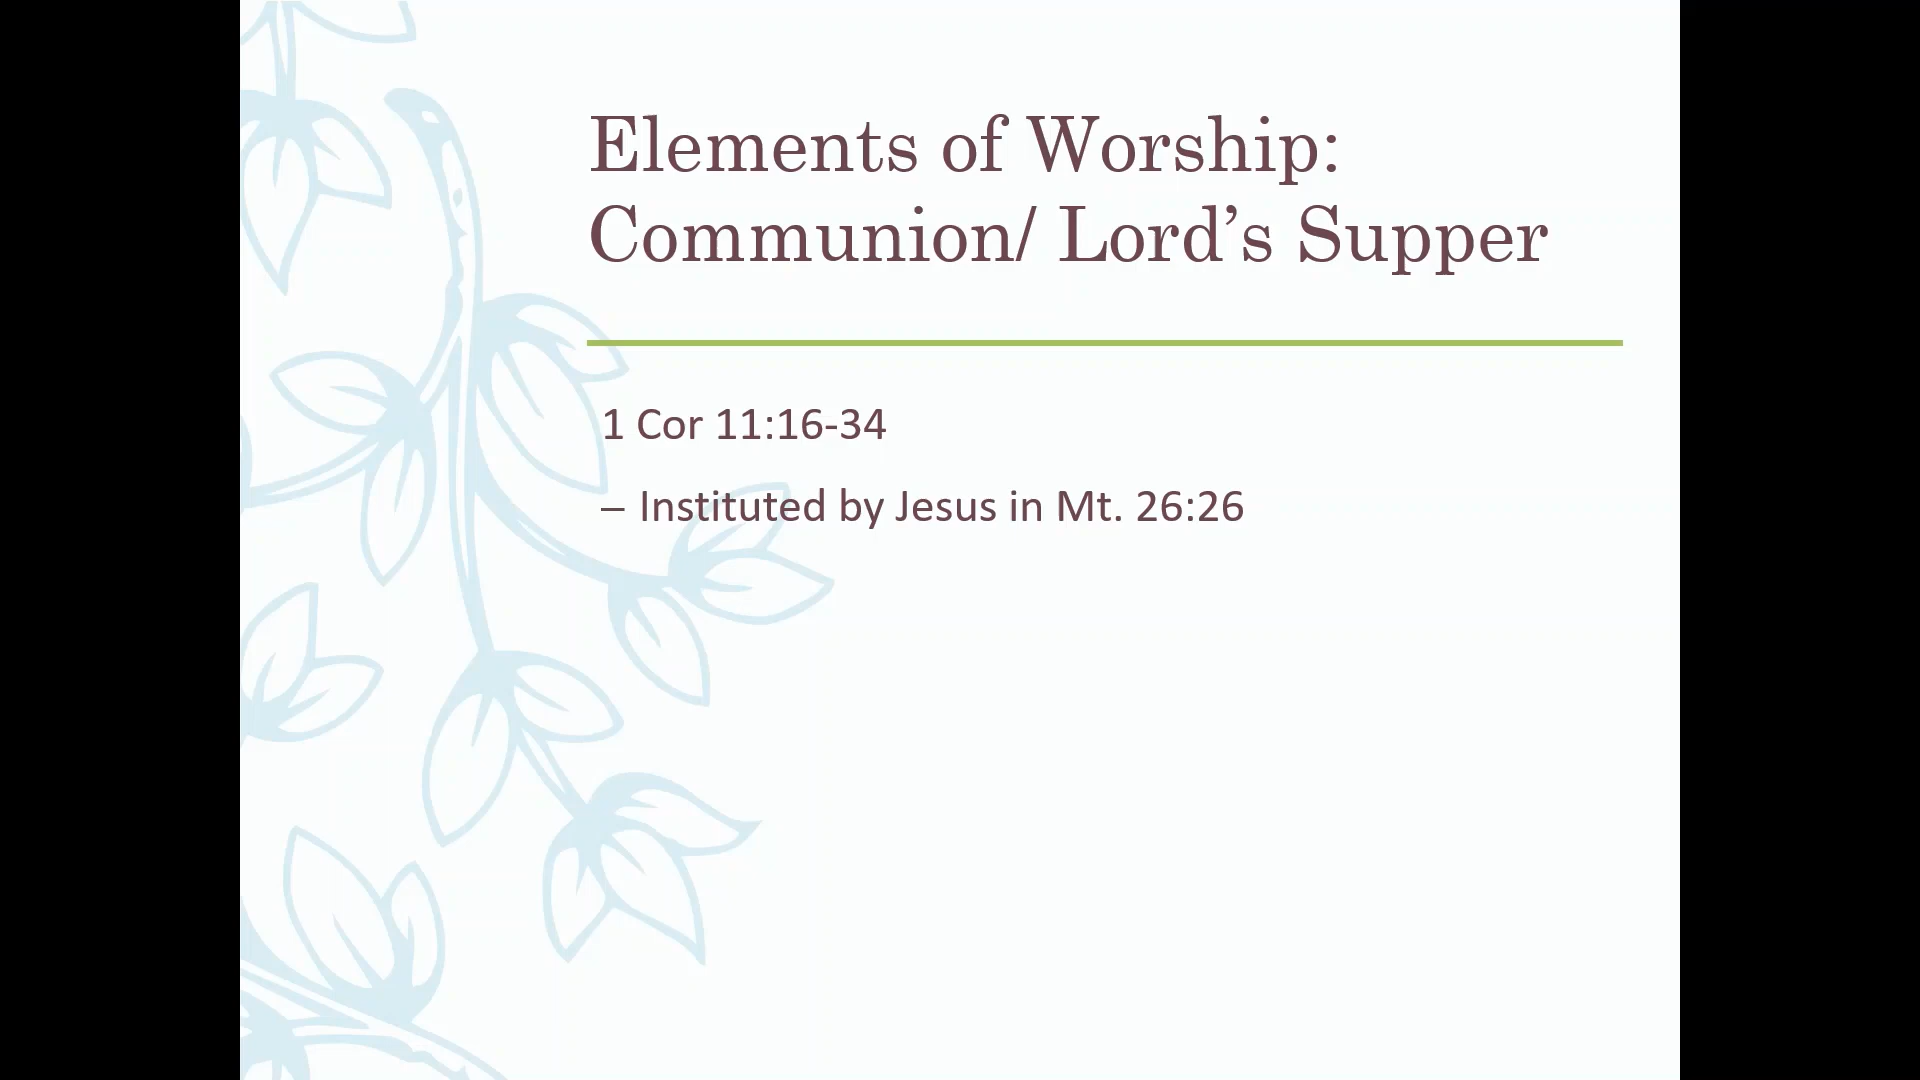 Elements of Worship:
Communion/ Lord’s Supper
1 Cor 11:16-34
– Instituted by Jesus in Mt. 26:26